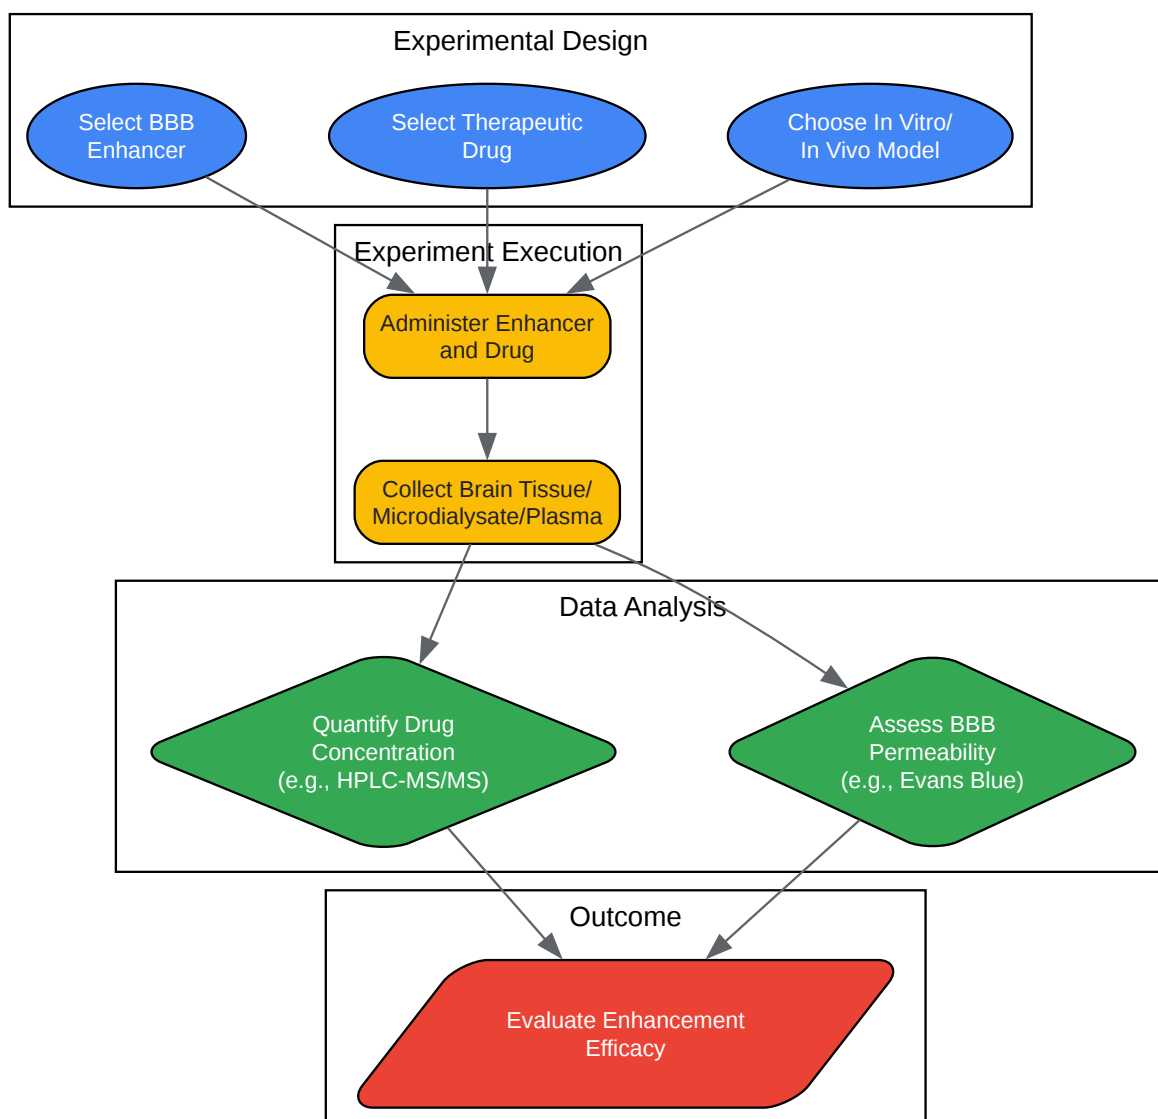 Experimental Design
Select BBB
Enhancer
Select Therapeutic
Drug
Choose In Vitro/
In Vivo Model
Experiment Execution
Administer Enhancer
and Drug
Collect Brain Tissue/
Microdialysate/Plasma
Data Analysis
Quantify Drug
Concentration
(e.g., HPLC-MS/MS)
Assess BBB
Permeability
(e.g., Evans Blue)
Outcome
Evaluate Enhancement
Efficacy